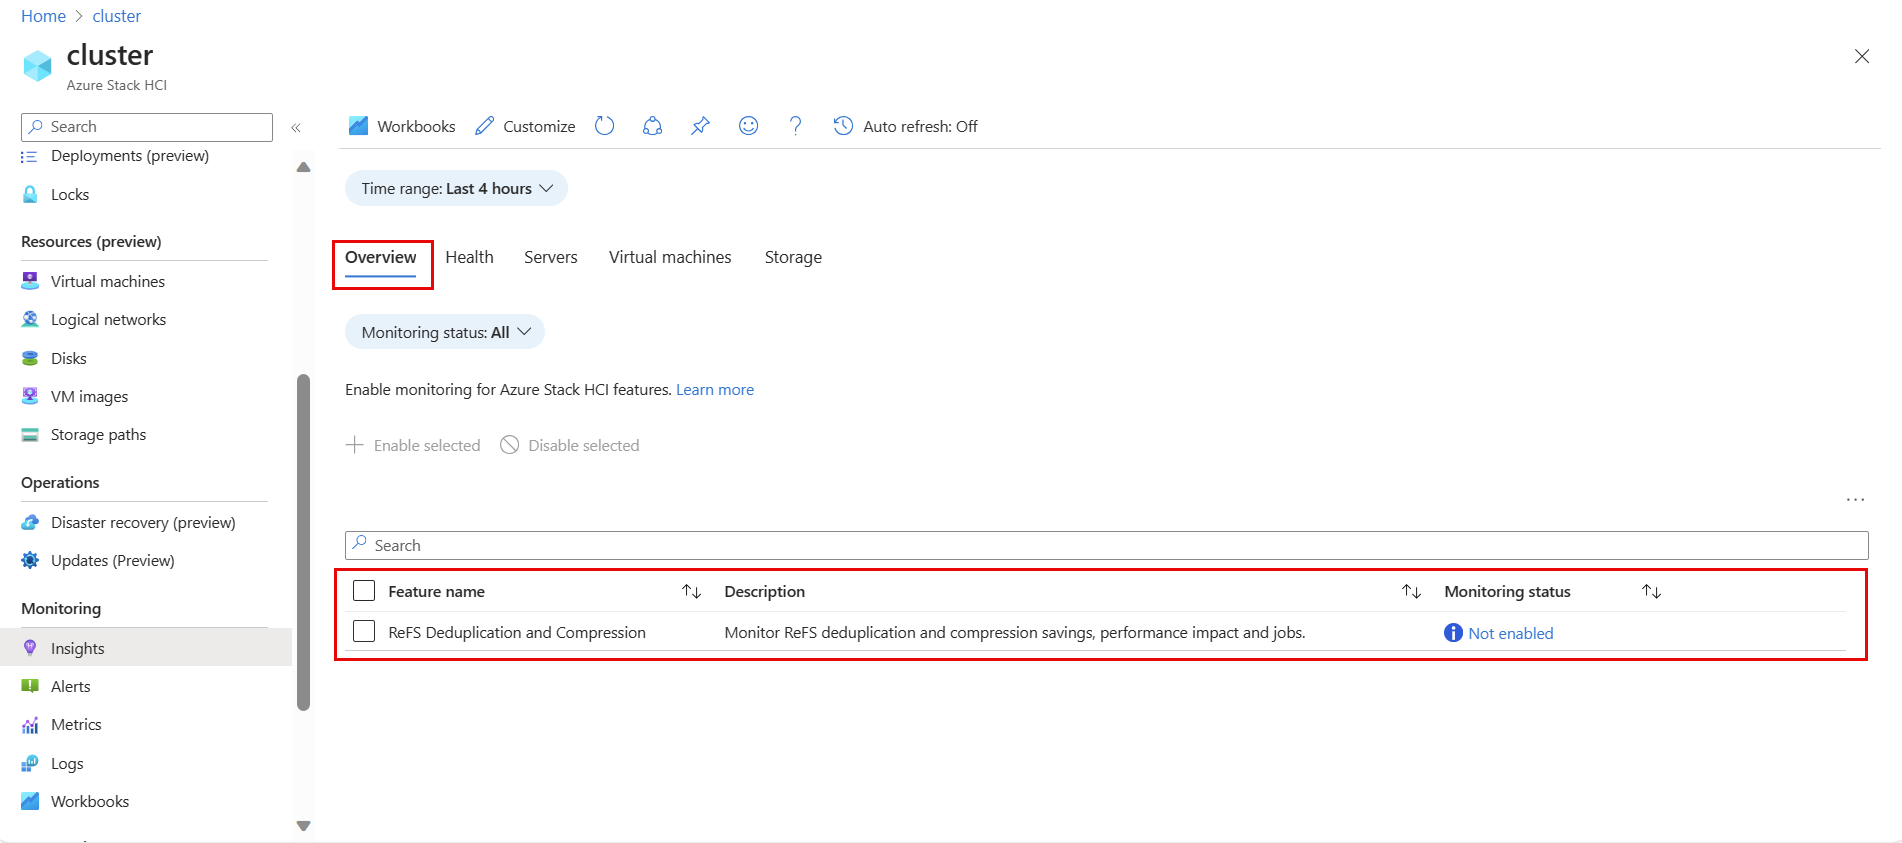 Home > cluster
cluster
Azure Stack HCI
Search
«
Deployments (preview)
Locks
Resources (preview)
Virtual machines
Logical networks
Disks
VM images
Storage paths
Operations
Disaster recovery (preview)
Updates (Preview)
Monitoring
Insights
Alerts
Metrics
Logs
Workbooks
Workbooks Customize Auto refresh: Off
Time range: Last 4 hours
Overview Health Servers Virtual machines Storage
Monitoring status: All
Enable monitoring for Azure Stack HCI features. Learn more
Enable selected Disable selected
...
Search
Feature name Description Monitoring status
ReFS Deduplication and Compression Monitor ReFS deduplication and compression savings, performance impact and jobs. Not enabled